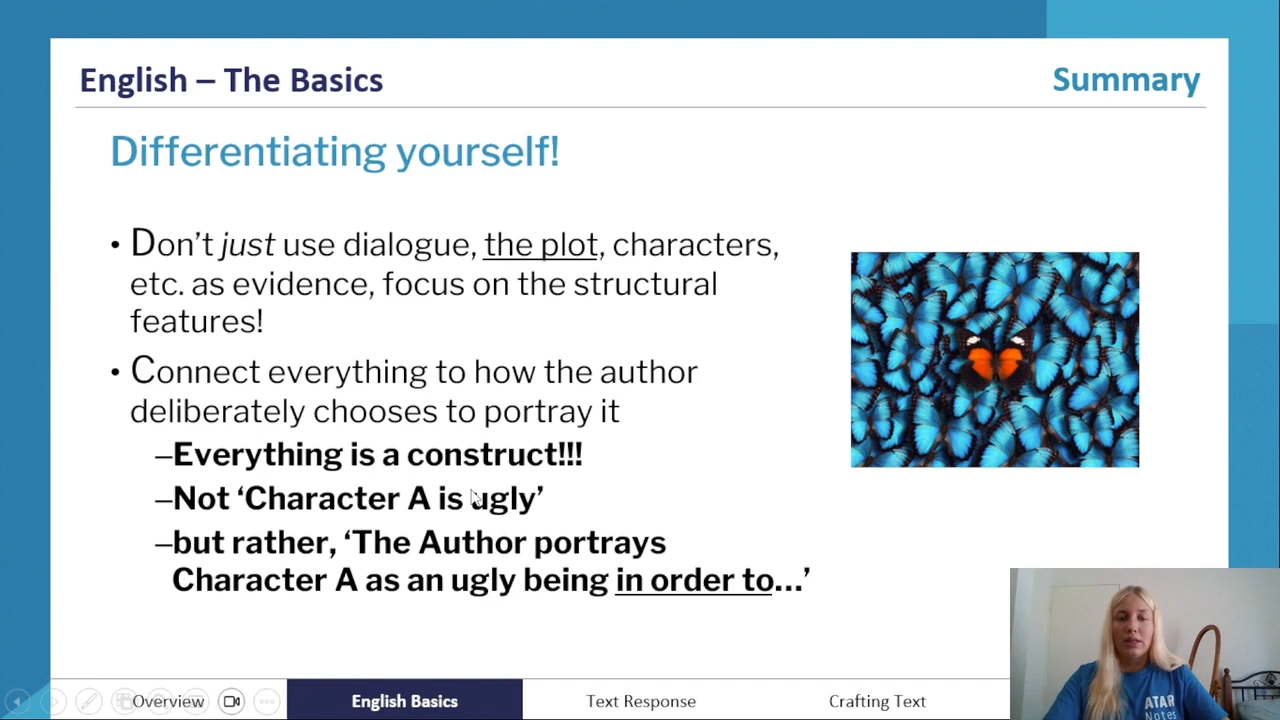 English – The Basics
Summary
Differentiating yourself!
• Don't just use dialogue, the plot, characters,
etc. as evidence, focus on the structural
features!
• Connect everything to how the author
deliberately chooses to portray it
–Everything is a construct!!!
–Not ‘Character A is ugly’
–but rather, ‘The Author portrays
Character A as an ugly being in order to...’
Overview
English Basics
Text Response
Crafting Text
ATAR
Notes